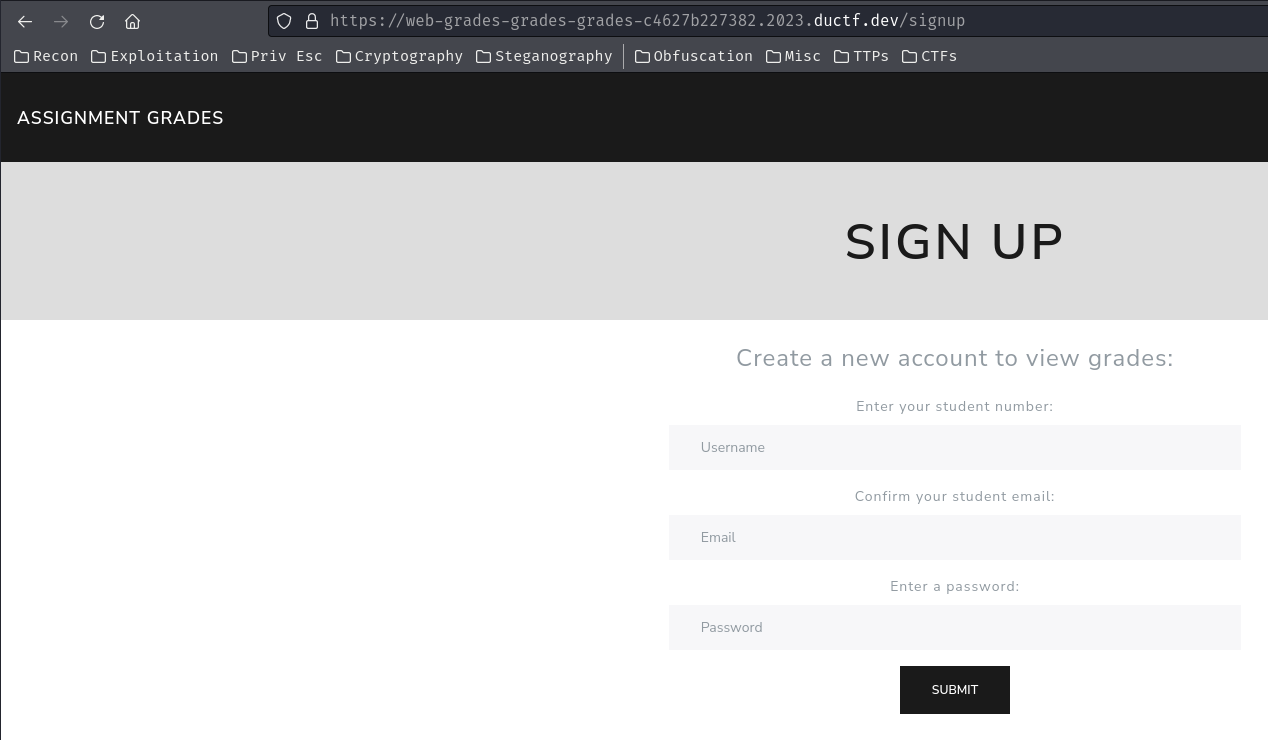 https://web-grades-grades-grades-c4627b227382.2023.ductf.dev/signup
Recon Exploitation Priv Esc Cryptography Steganography Obfuscation Misc TTPs CTFs
ASSIGNMENT GRADES
SIGN UP
Create a new account to view grades:
Enter your student number:
Username
Confirm your student email:
Email
Enter a password:
Password
SUBMIT